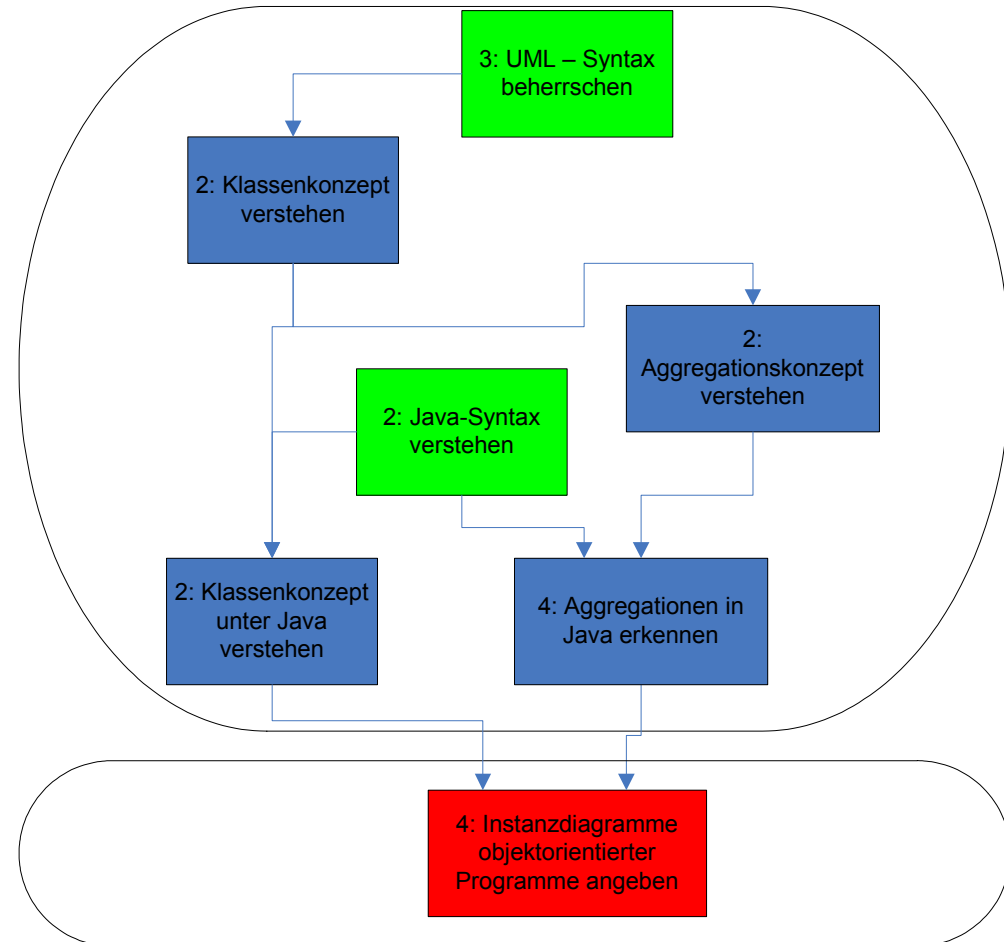 3: UML – Syntax
beherrschen
2: Klassenkonzept
verstehen
2:
Aggregationskonzept
verstehen
2: Java-Syntax
verstehen
2: Klassenkonzept
unter Java
verstehen
4: Aggregationen in
Java erkennen
4: Instanzdiagramme
objektorientierter
Programme angeben